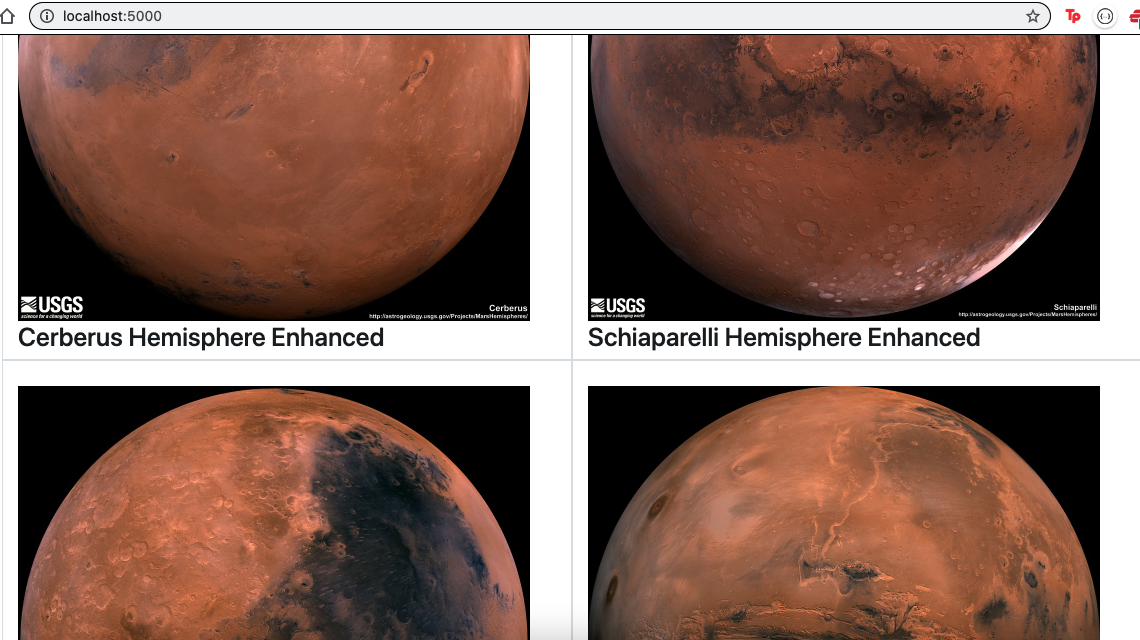 localhost:5000
Tp
USGS
science for a changing world
Cerberus
http://astrogeology.usgs.gov/Projects/MarsHemispheres/
USGS
science for a changing world
Schiaparelli
http://astrogeology.usgs.gov/Projects/MarsHemispheres/
Cerberus Hemisphere Enhanced
Schiaparelli Hemisphere Enhanced